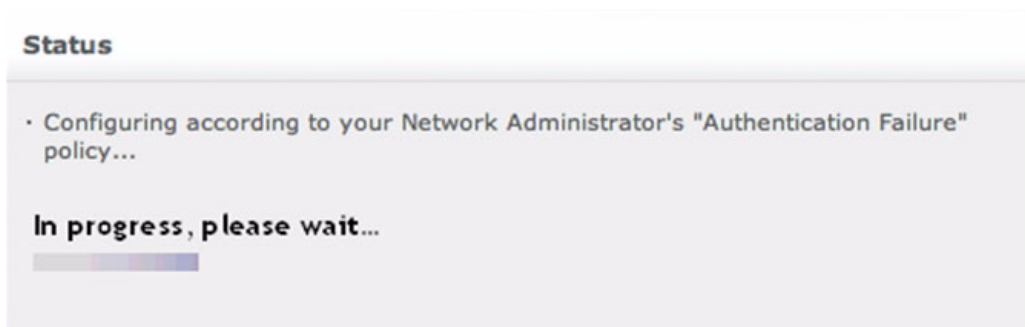 Status
· Configuring according to your Network Administrator's "Authentication Failure"
policy...
In progress, please wait...